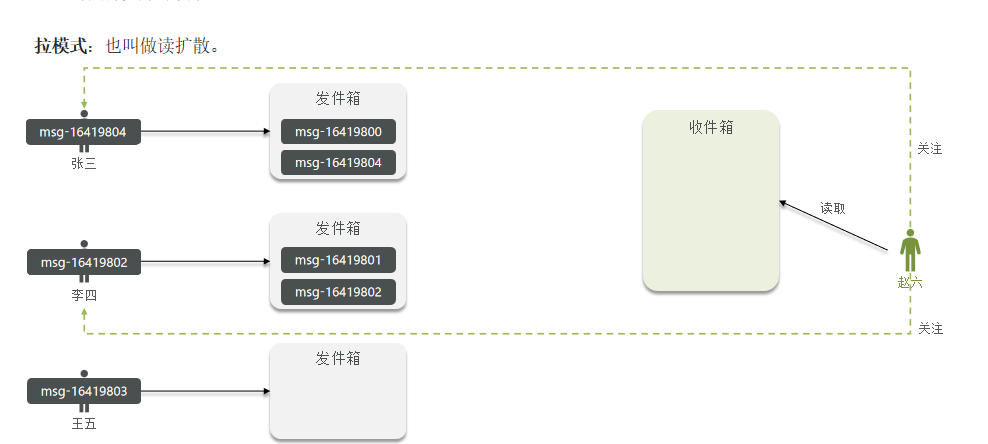 拉模式：也叫做读扩散。
发件箱
msg-16419800
msg-16419804
msg-16419804
张三
收件箱
关注
读取
赵六
发件箱
msg-16419801
msg-16419802
msg-16419802
李四
关注
发件箱
msg-16419803
王五